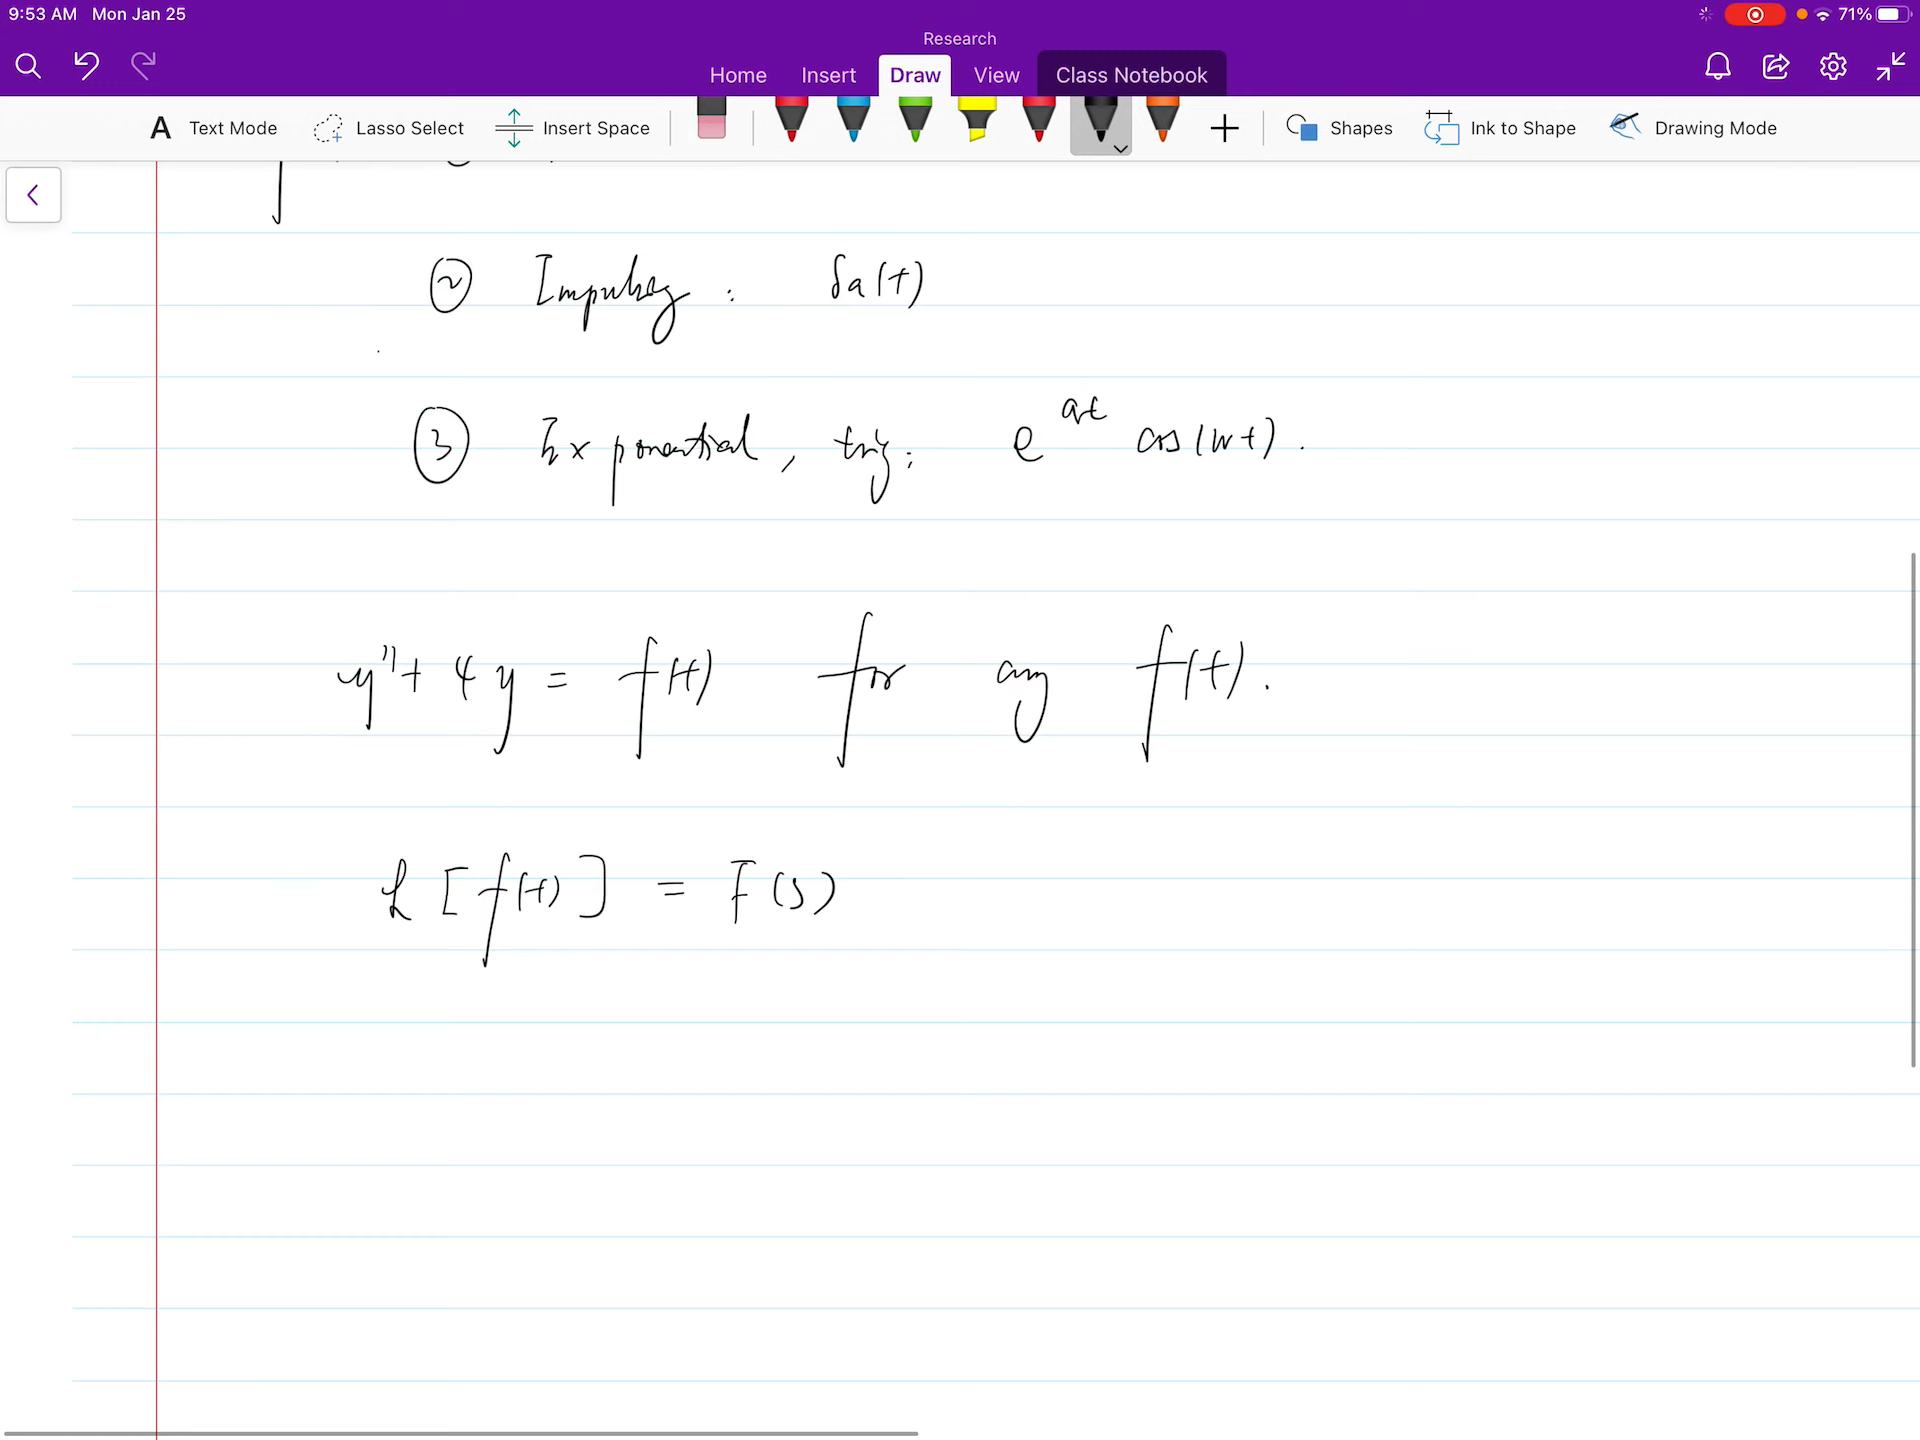 9:53 AM Mon Jan 25
71%
Research
Home Insert Draw View Class Notebook
A Text Mode Lasso Select Insert Space Shapes Ink to Shape Drawing Mode
② Impulse : δa(t)
③ Exponential, trig: e^at cos(wt).
y" + 4y = f(t) for any f(t).
ℒ [f(t)] = F(s)